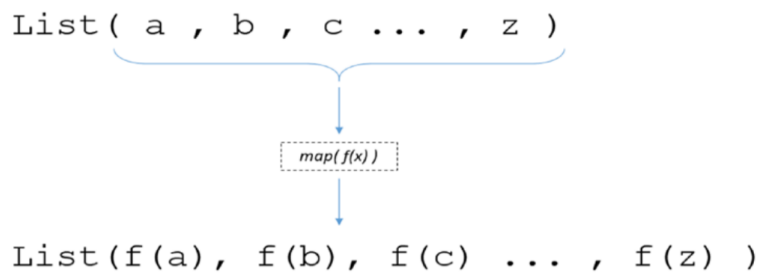 List( a , b , c ... , z )
map( f(x) )
List(f(a), f(b), f(c) ... , f(z) )